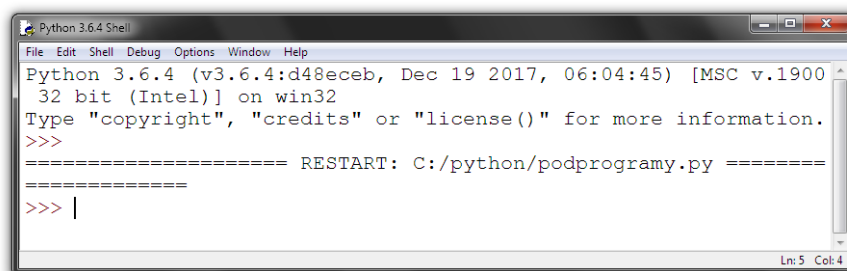 Python 3.6.4 Shell
File Edit Shell Debug Options Window Help
Python 3.6.4 (v3.6.4:d48eceb, Dec 19 2017, 06:04:45) [MSC v.1900
 32 bit (Intel)] on win32
Type "copyright", "credits" or "license()" for more information.
>>>
===================== RESTART: C:/python/podprogramy.py ========
=============
>>>
Ln: 5 Col: 4